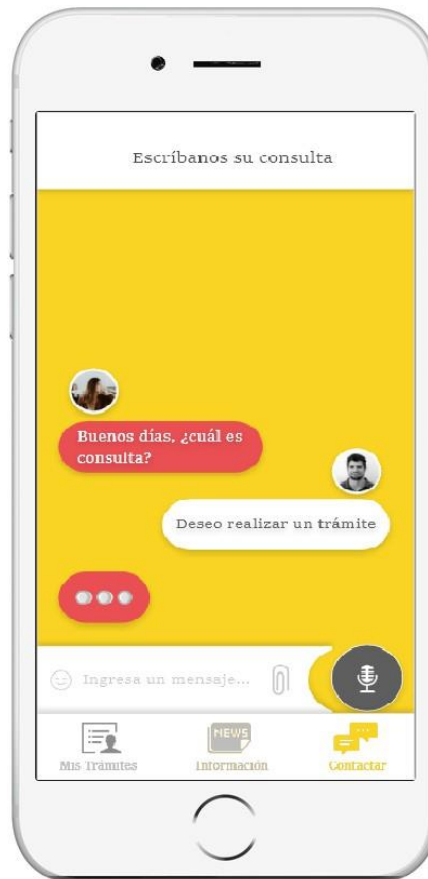 Escríbanos su consulta
Buenos días, ¿cuál es
consulta?
Deseo realizar un trámite
Ingresa un mensaje...
NEWS
Mis Trámites
Información
Contactar